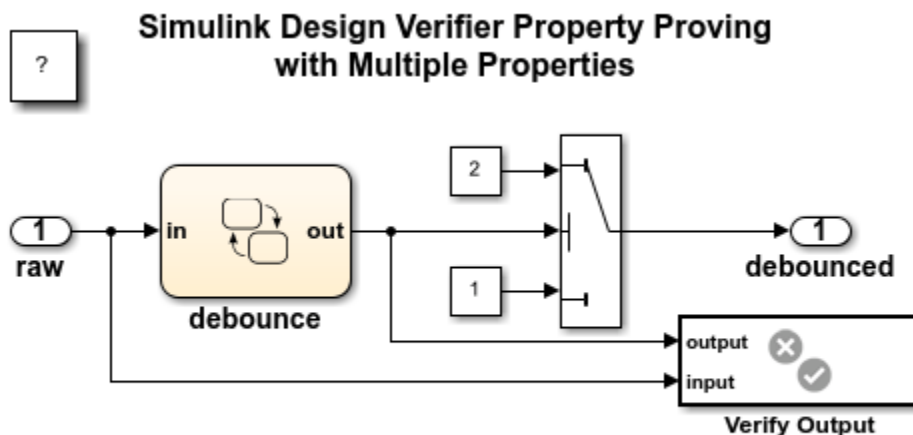 Simulink Design Verifier Property Proving
with Multiple Properties
?
2
1
in
out
1
raw
debounce
1
debounced
output
input
Verify Output